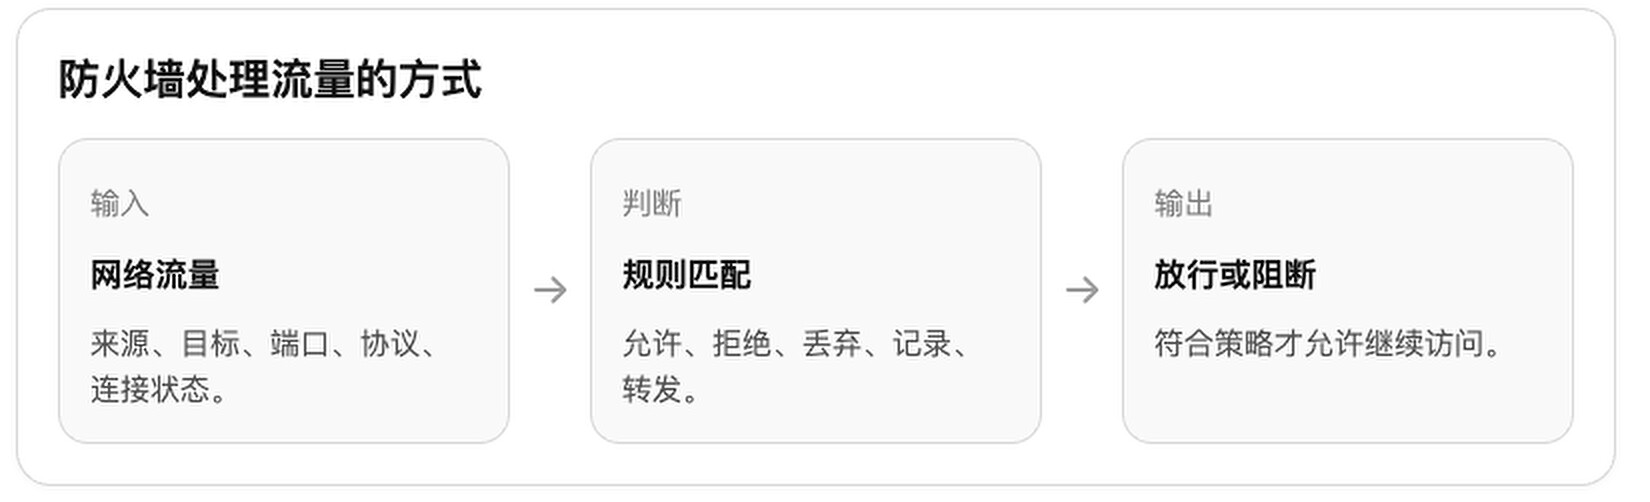 防火墙处理流量的方式
输入
网络流量
来源、目标、端口、协议、
连接状态。
判断
规则匹配
允许、拒绝、丢弃、记录、
转发。
输出
放行或阻断
符合策略才允许继续访问。